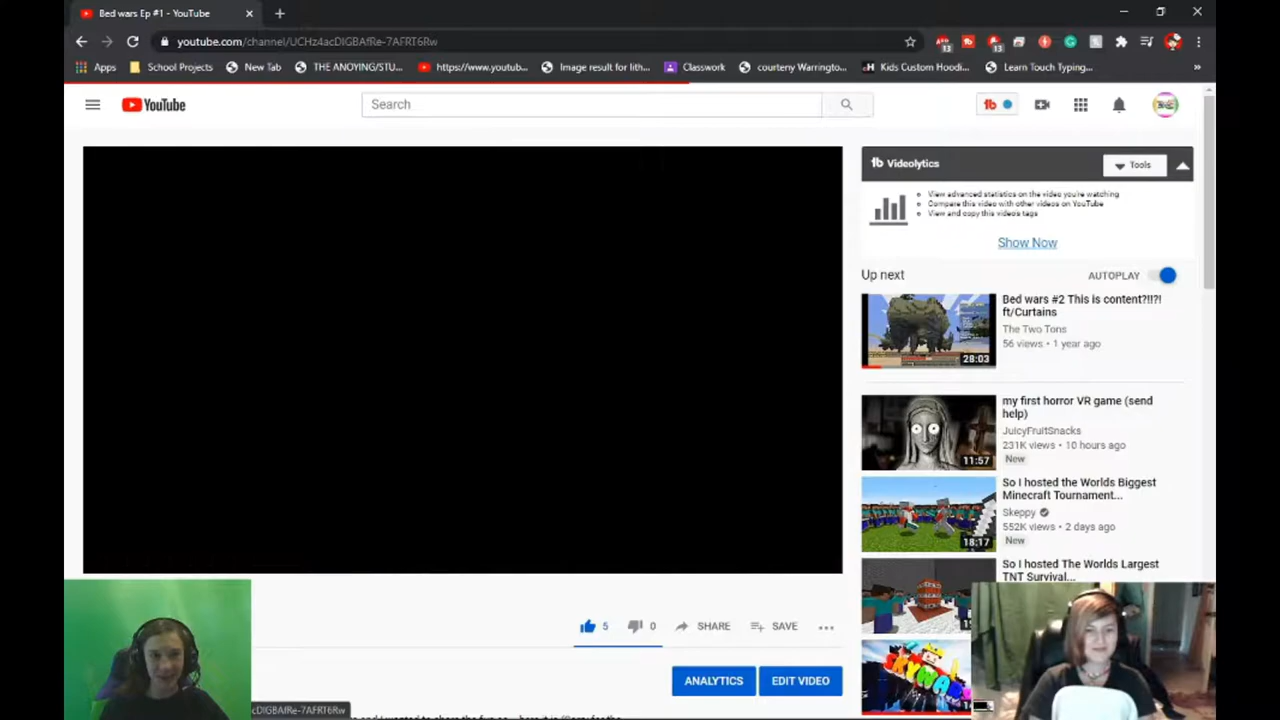 Bed wars Ep #1 - YouTube
youtube.com/channel/UCHz4acDIGBAfRe-7AFRT6Rw
13
13
Apps
School Projects
New Tab
THE ANOYING/STU...
https://www.youtub...
Image result for lith...
Classwork
courteny Warringto...
Kids Custom Hoodi...
Learn Touch Typing...
YouTube
Search
Videolytics
Tools
View advanced statistics on the video you're watching
Compare this video with other videos on YouTube
View and copy this videos tags
Show Now
Up next
AUTOPLAY
Bed wars #2 This is content?!!?!
ft/Curtains
The Two Tons
56 views • 1 year ago
28:03
my first horror VR game (send
help)
JuicyFruitSnacks
231K views • 10 hours ago
New
11:57
So I hosted the Worlds Biggest
Minecraft Tournament...
Skeppy
552K views • 2 days ago
New
18:17
So I hosted The Worlds Largest
TNT Survival...
5
0
SHARE
SAVE
ANALYTICS
EDIT VIDEO
cDIGBAfRe-7AFRT6Rw